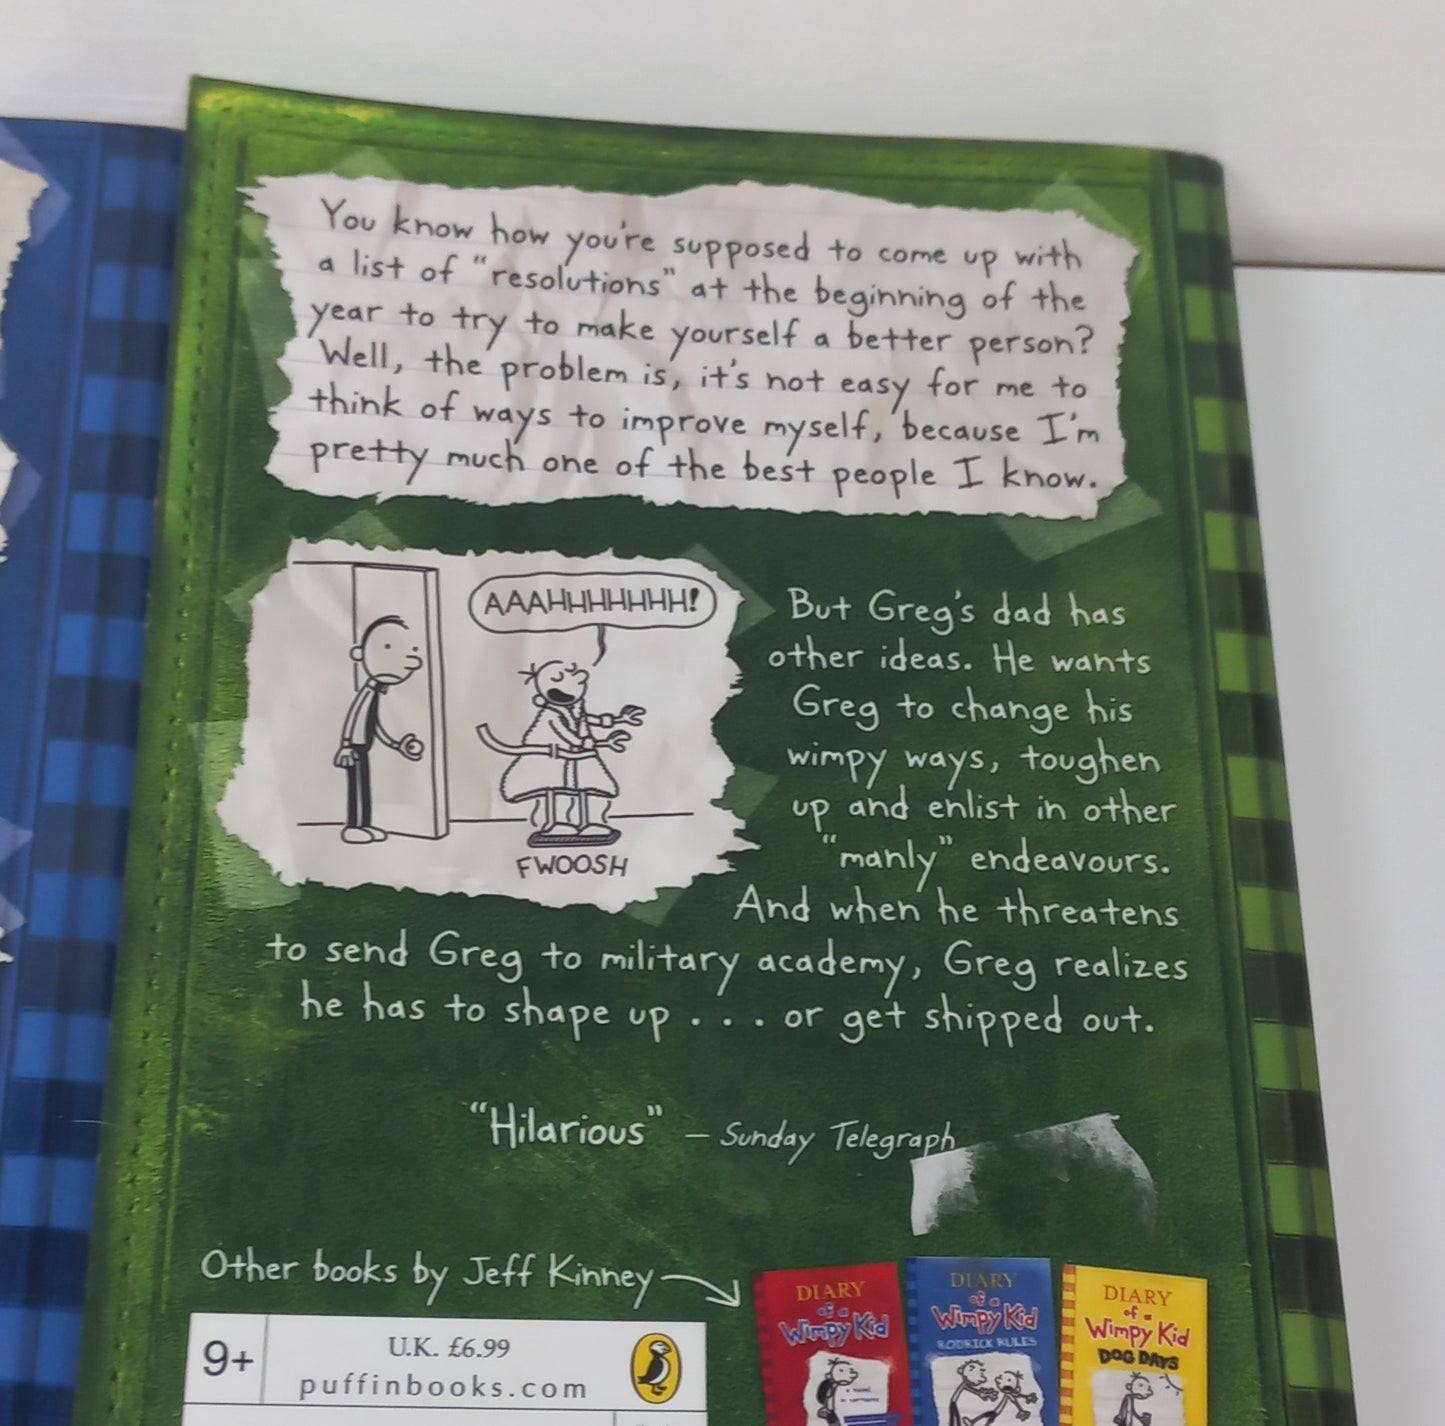 You know how you're supposed to come up with
a list of "resolutions" at the beginning of the
year to try to make yourself a better person?
Well, the problem is, it's not easy for me to
think of ways to improve myself, because I'm
pretty much one of the best people I know.
AAAHHHHHHH!
FWOOSH
But Greg's dad has
other ideas. He wants
Greg to change his
wimpy ways, toughen
up and enlist in other
"manly" endeavours.
And when he threatens
to send Greg to military academy, Greg realizes
he has to shape up . . . or get shipped out.
"Hilarious" – Sunday Telegraph
Other books by Jeff Kinney
9+
U.K. £6.99
puffinbooks.com
DIARY
of a
Wimpy Kid
DIARY
of a
Wimpy Kid
RODRICK RULES
DIARY
of a
Wimpy Kid
DOG DAYS